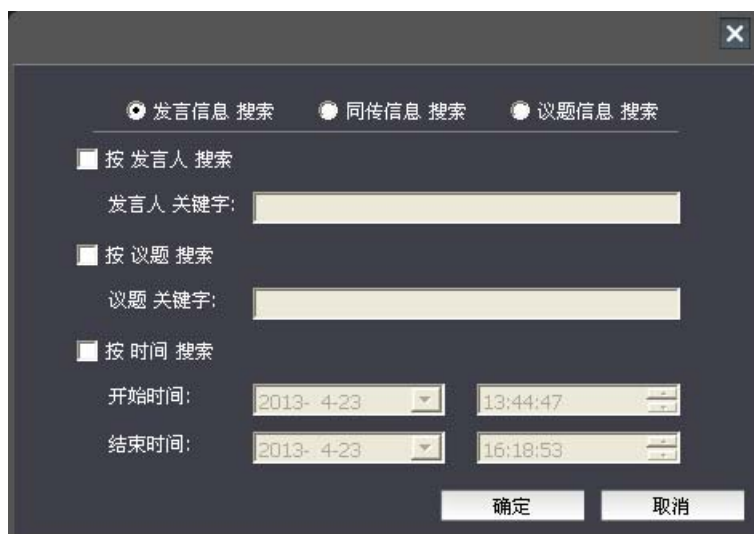 发言信息 搜索 同传信息 搜索 议题信息 搜索
按 发言人 搜索
发言人 关键字:
按 议题 搜索
议题 关键字:
按 时间 搜索
开始时间: 2013- 4-23 13:44:47
结束时间: 2013- 4-23 16:18:53
确定 取消